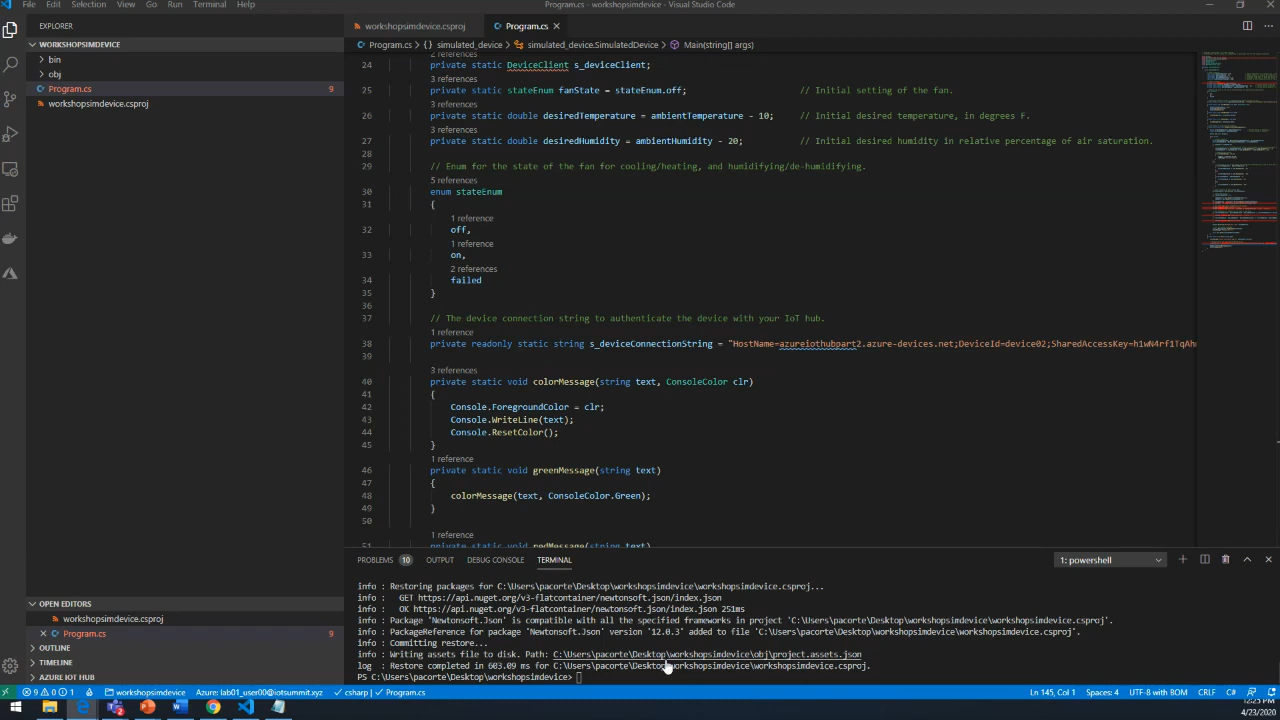 File Edit Selection View Go Run Terminal Help
Program.cs - workshopsimdevice - Visual Studio Code
EXPLORER
WORKSHOPSIMDEVICE
bin
obj
Program.cs 9
workshopsimdevice.csproj
OPEN EDITORS
workshopsimdevice.csproj
Program.cs 9
OUTLINE
TIMELINE
AZURE IOT HUB
workshopsimdevice.csproj Program.cs
Program.cs > {} simulated_device > simulated_device.SimulatedDevice > Main(string[] args)
2 references
24 private static DeviceClient s_deviceClient;
3 references
25 private static stateEnum fanState = stateEnum.off; // Initial setting of the fan.
3 references
26 private static double desiredTemperature = ambientTemperature - 10; // Initial desired temperature, in degrees F.
3 references
27 private static double desiredHumidity = ambientHumidity - 20; // Initial desired humidity in relative percentage of air saturation.
28
29 // Enum for the state of the fan for cooling/heating, and humidifying/de-humidifying.
5 references
30 enum stateEnum
31 {
1 reference
32 off,
1 reference
33 on,
2 references
34 failed
35 }
36
37 // The device connection string to authenticate the device with your IoT hub.
1 reference
38 private readonly static string s_deviceConnectionString = "HostName=azureiothubpart2.azure-devices.net;DeviceId=device02;SharedAccessKey=h1wN4rf1TqAh
39
3 references
40 private static void colorMessage(string text, ConsoleColor clr)
41 {
42 Console.ForegroundColor = clr;
43 Console.WriteLine(text);
44 Console.ResetColor();
45 }
1 reference
46 private static void greenMessage(string text)
47 {
48 colorMessage(text, ConsoleColor.Green);
49 }
50
1 reference
51 private static void redMessage(string text)
PROBLEMS 10 OUTPUT DEBUG CONSOLE TERMINAL 1: powershell
info : Restoring packages for C:\Users\pacorte\Desktop\workshopsimdevice\workshopsimdevice.csproj...
info : GET https://api.nuget.org/v3-flatcontainer/newtonsoft.json/index.json
info : OK https://api.nuget.org/v3-flatcontainer/newtonsoft.json/index.json 251ms
info : Package 'Newtonsoft.Json' is compatible with all the specified frameworks in project 'C:\Users\pacorte\Desktop\workshopsimdevice\workshopsimdevice.csproj'.
info : PackageReference for package 'Newtonsoft.Json' version '12.0.3' added to file 'C:\Users\pacorte\Desktop\workshopsimdevice\workshopsimdevice.csproj'.
info : Committing restore...
info : Writing assets file to disk. Path: C:\Users\pacorte\Desktop\workshopsimdevice\obj\project.assets.json
log : Restore completed in 603.09 ms for C:\Users\pacorte\Desktop\workshopsimdevice\workshopsimdevice.csproj.
PS C:\Users\pacorte\Desktop\workshopsimdevice>
9 0 1 workshopsimdevice Azure: lab01_user00@iotsummit.xyz csharp | Program.cs Ln 145, Col 1 Spaces: 4 UTF-8 with BOM CRLF C#
12:25 PM
4/23/2020